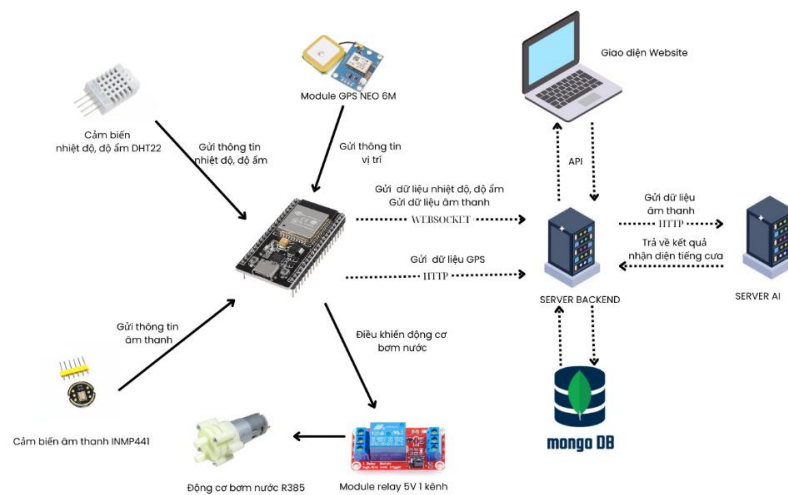 Giao diện Website
Module GPS NEO 6M
Cảm biến
nhiệt độ, độ ẩm DHT22
Gửi thông tin
nhiệt độ, độ ẩm
Gửi thông tin
vị trí
API
Gửi dữ liệu nhiệt độ, độ ẩm
Gửi dữ liệu âm thanh
WEBSOCKET
Gửi dữ liệu
âm thanh
HTTP
Trả về kết quả
nhận diện tiếng cưa
Gửi dữ liệu GPS
HTTP
SERVER BACKEND
SERVER AI
Gửi thông tin
âm thanh
Điều khiển động cơ
bơm nước
Cảm biến âm thanh INMP441
mongo DB
Động cơ bơm nước R385
Module relay 5V 1 kênh